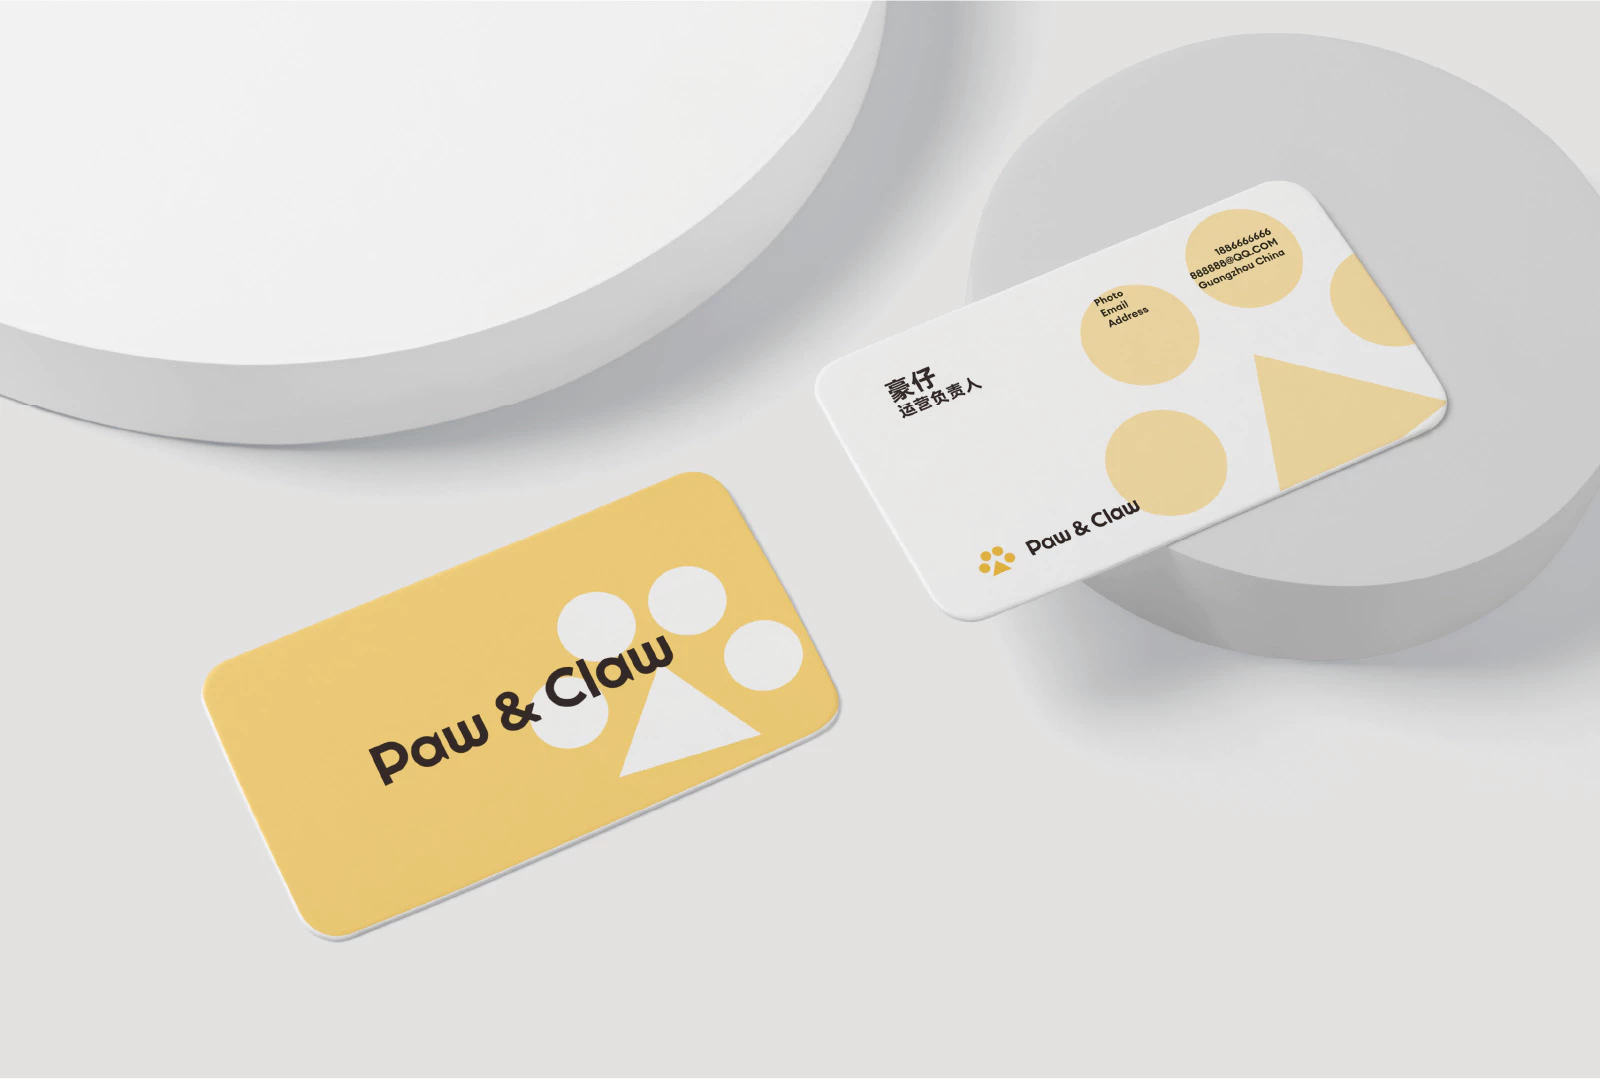 Paw & Claw
豪仔
运营负责人
Photo
Email
Address
1886666666
888888@QQ.COM
Guangzhou China
Paw & Claw